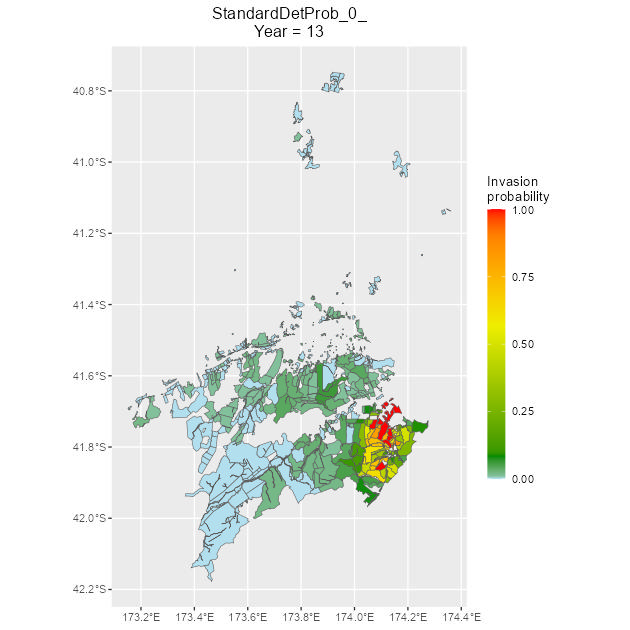 StandardDetProb_0_
Year = 13
40.8°S
41.0°S
41.2°S
41.4°S
41.6°S
41.8°S
42.0°S
42.2°S
173.2°E 173.4°E 173.6°E 173.8°E 174.0°E 174.2°E 174.4°E
Invasion
probability
1.00
0.75
0.50
0.25
0.00